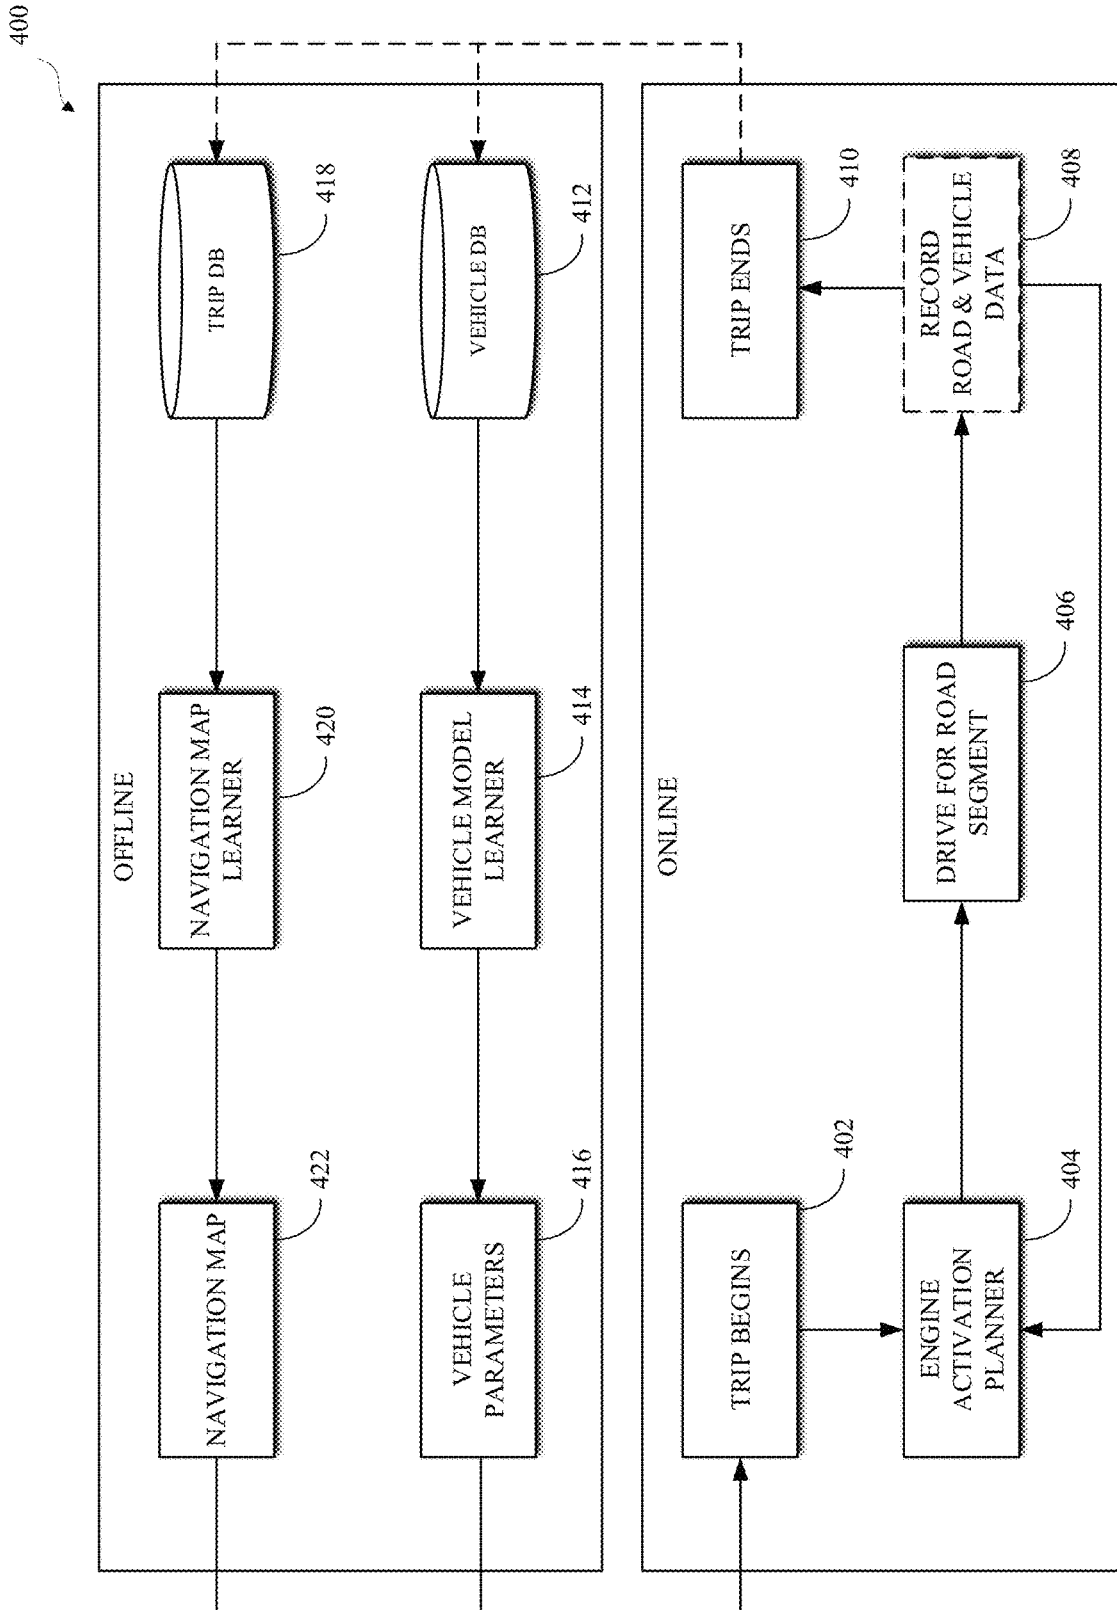 400
OFFLINE
NAVIGATION MAP
422
NAVIGATION MAP
LEARNER
420
TRIP DB
418
VEHICLE
PARAMETERS
416
VEHICLE MODEL
LEARNER
414
VEHICLE DB
412
ONLINE
TRIP BEGINS
402
TRIP ENDS
410
ENGINE
ACTIVATION
PLANNER
404
DRIVE FOR ROAD
SEGMENT
406
RECORD
ROAD & VEHICLE
DATA
408